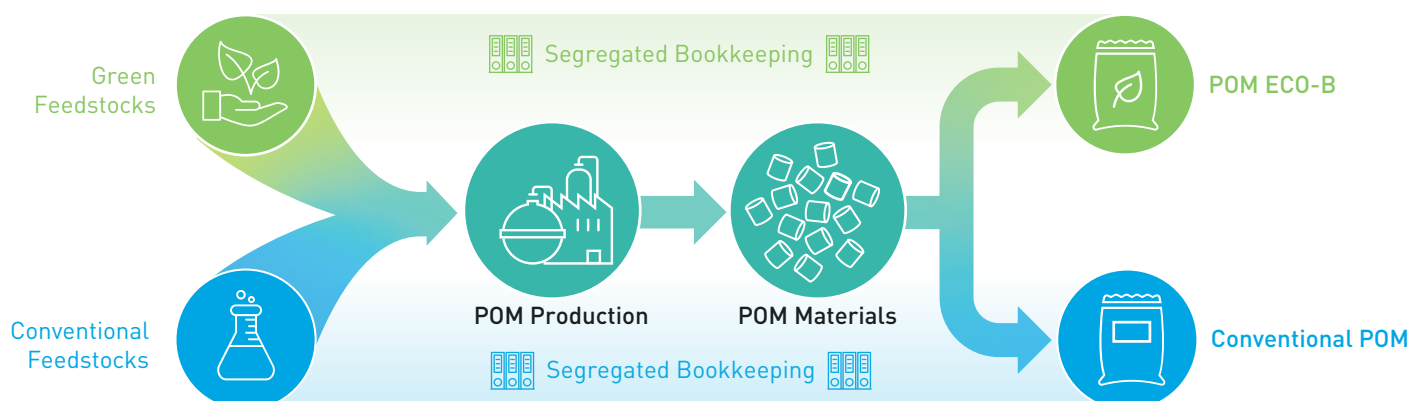 Segregated Bookkeeping
Green
Feedstocks
POM ECO-B
POM Production
POM Materials
Conventional
Feedstocks
Conventional POM
Segregated Bookkeeping